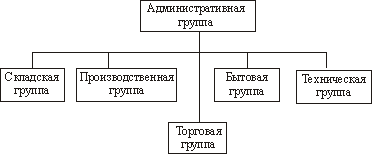 Административная
группа
Складская
группа
Производственная
группа
Бытовая
группа
Техническая
группа
Торговая
группа